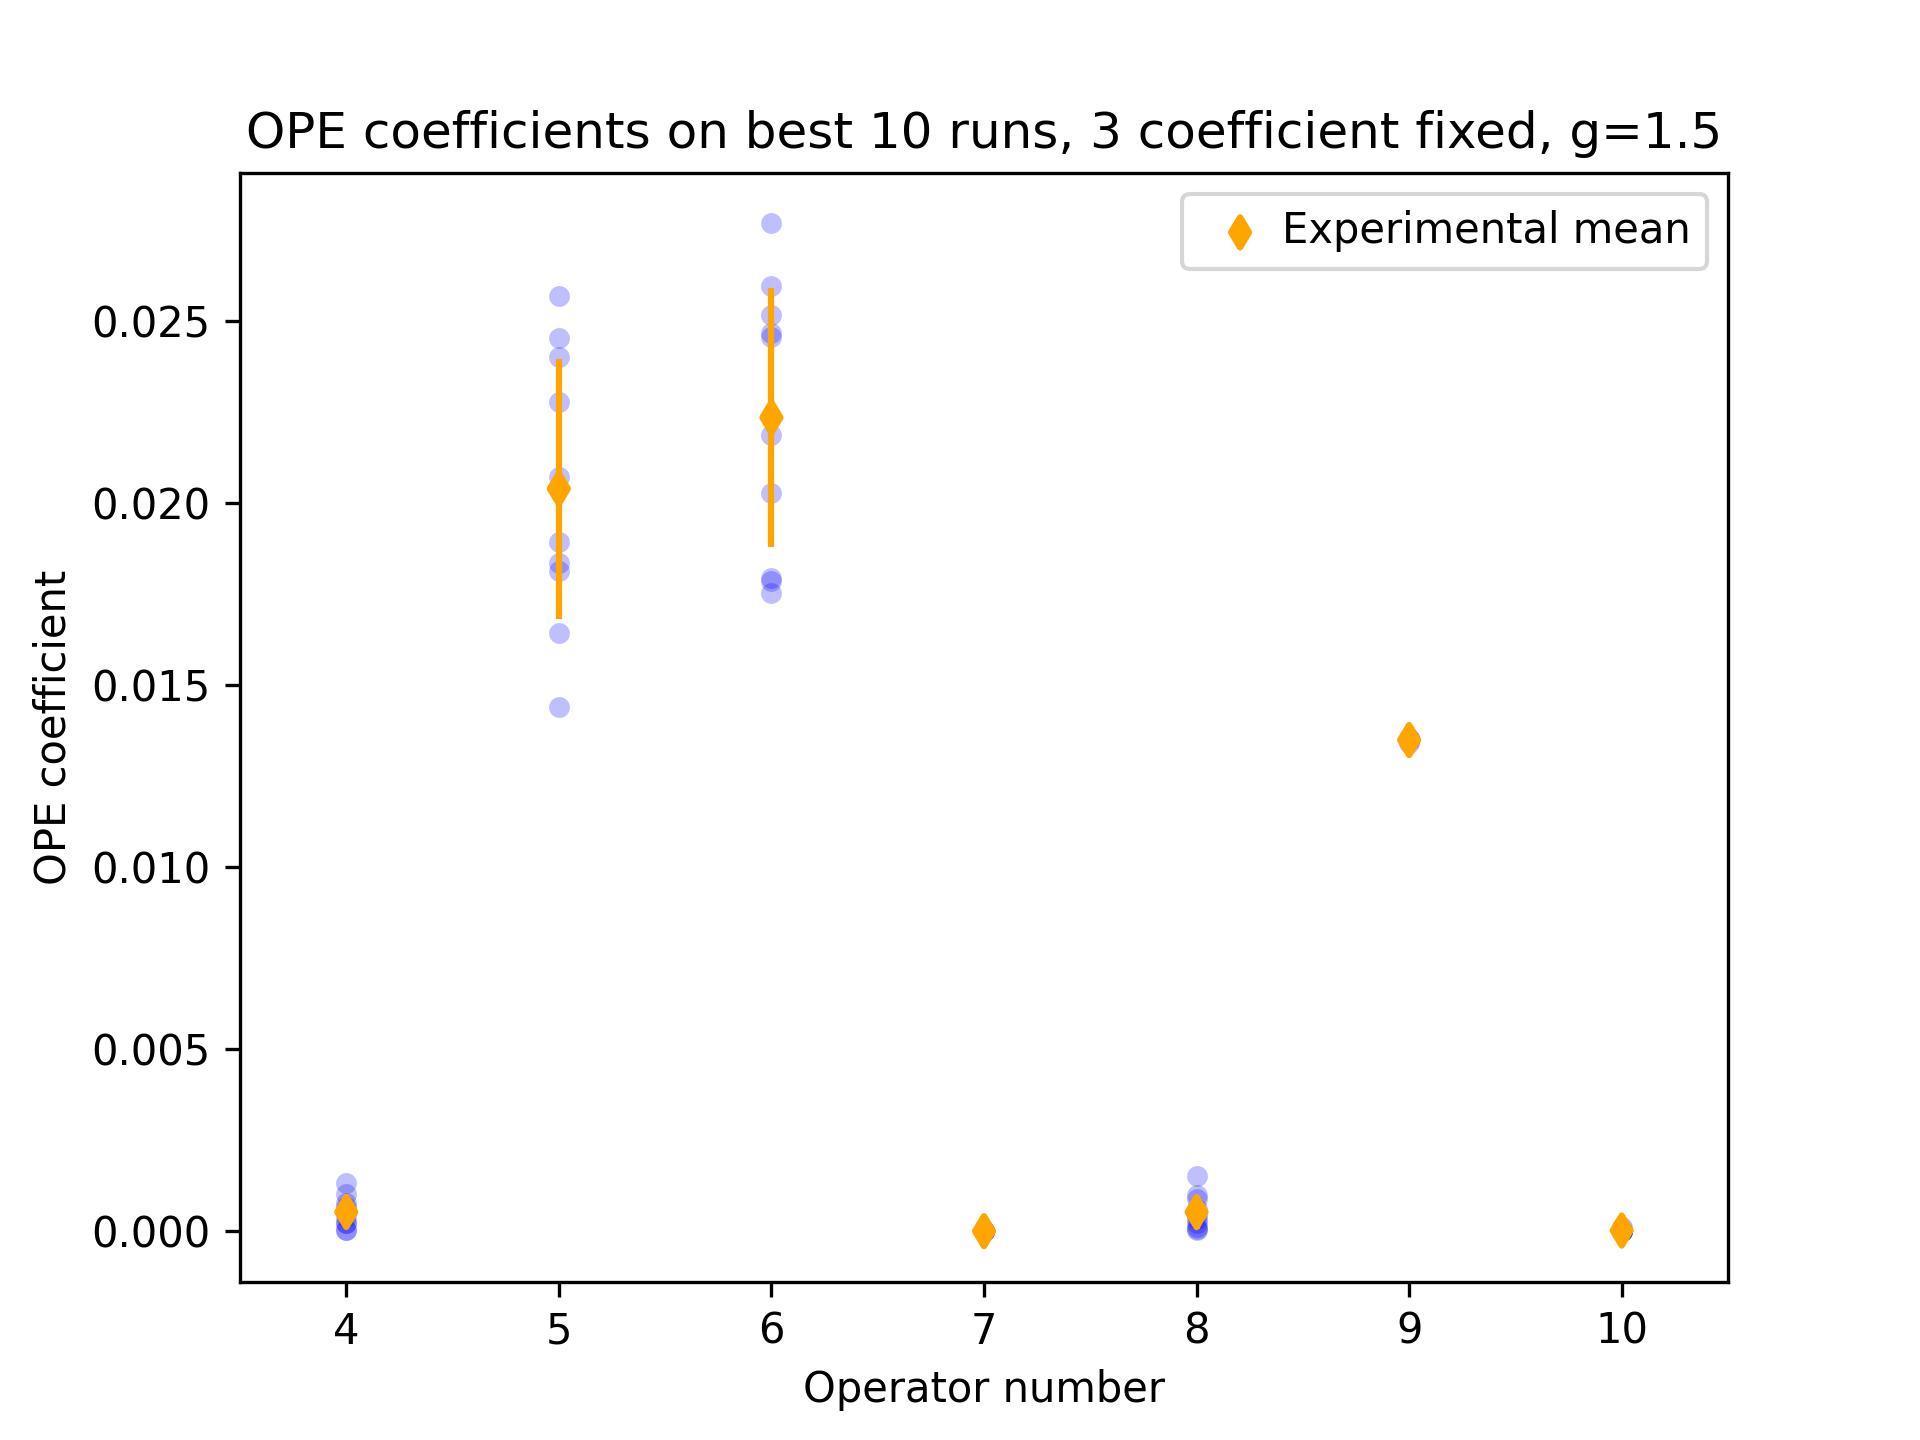 OPE coefficients on best 10 runs, 3 coefficient fixed, g=1.5
Experimental mean
OPE coefficient
0.025
0.020
0.015
0.010
0.005
0.000
4 5 6 7 8 9 10
Operator number